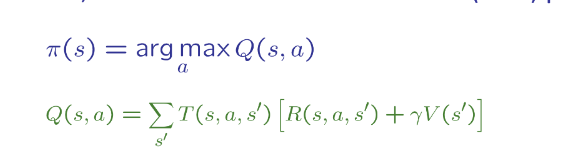 π(s) = arg max_a Q(s, a)
Q(s, a) = ∑_{s′} T(s, a, s′) [R(s, a, s′) + γV(s′)]